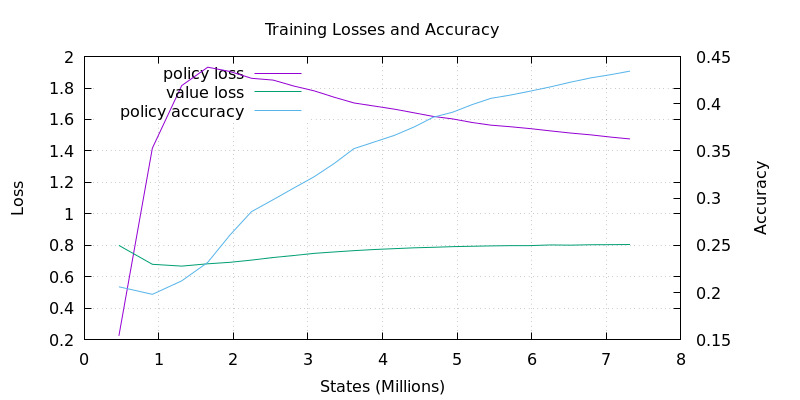 Training Losses and Accuracy
policy loss
value loss
policy accuracy
2
1.8
1.6
1.4
1.2
1
0.8
0.6
0.4
0.2
0.45
0.4
0.35
0.3
0.25
0.2
0.15
Loss
Accuracy
0 1 2 3 4 5 6 7 8
States (Millions)